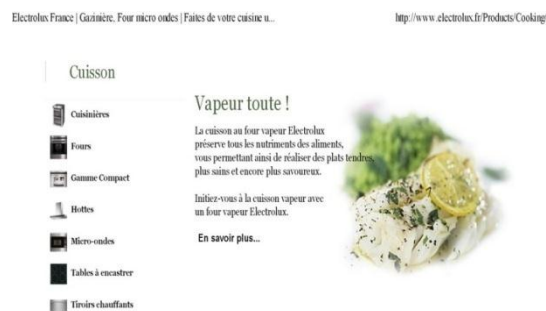 Electrolux France | Gazinière, Four micro ondes | Faites de votre cuisine u...
http://www.electrolux.fr/Products/Cooking/
Cuisson
Cuisinières
Fours
Gamme Compact
Hottes
Micro-ondes
Tables à encastrer
Tiroirs chauffants
Vapeur toute !
La cuisson au four vapeur Electrolux
préserve tous les nutriments des aliments,
vous permettant ainsi de réaliser des plats tendres,
plus sains et encore plus savoureux.
Initiez-vous à la cuisson vapeur avec
un four vapeur Electrolux.
En savoir plus...